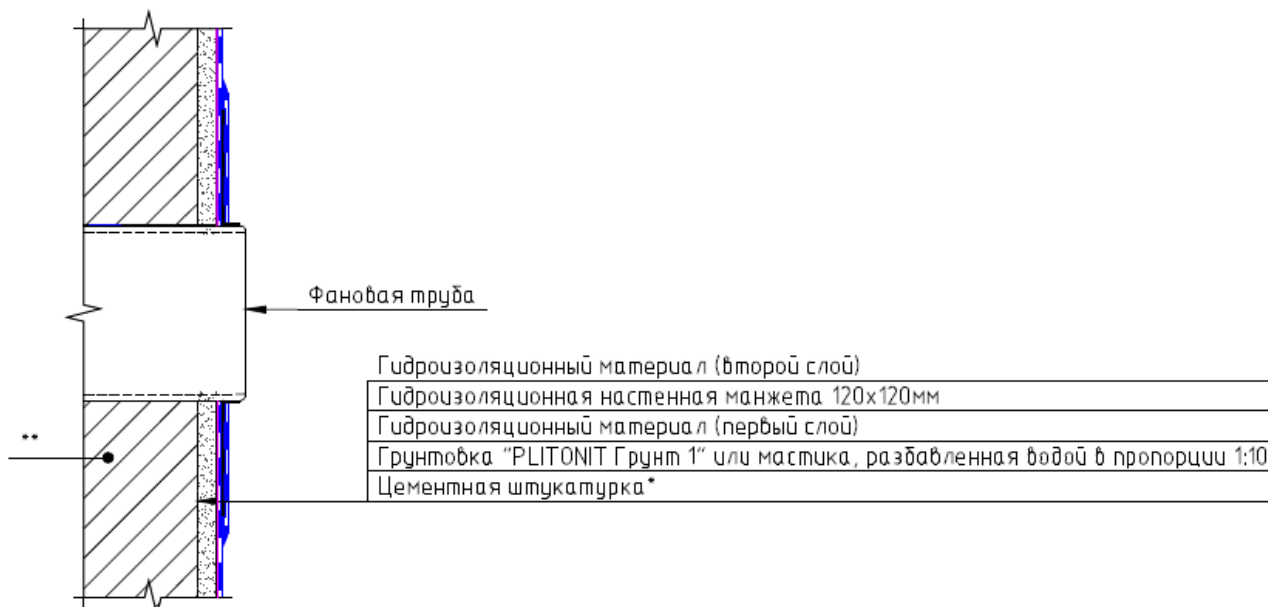 Фановая труба
Гидроизоляционный материал (второй слой)
Гидроизоляционная настенная манжета 120х120мм
Гидроизоляционный материал (первый слой)
Грунтовка "PLITONIT Грунт 1" или мастика, разбавленная водой в пропорции 1:10
**
Цементная штукатурка*